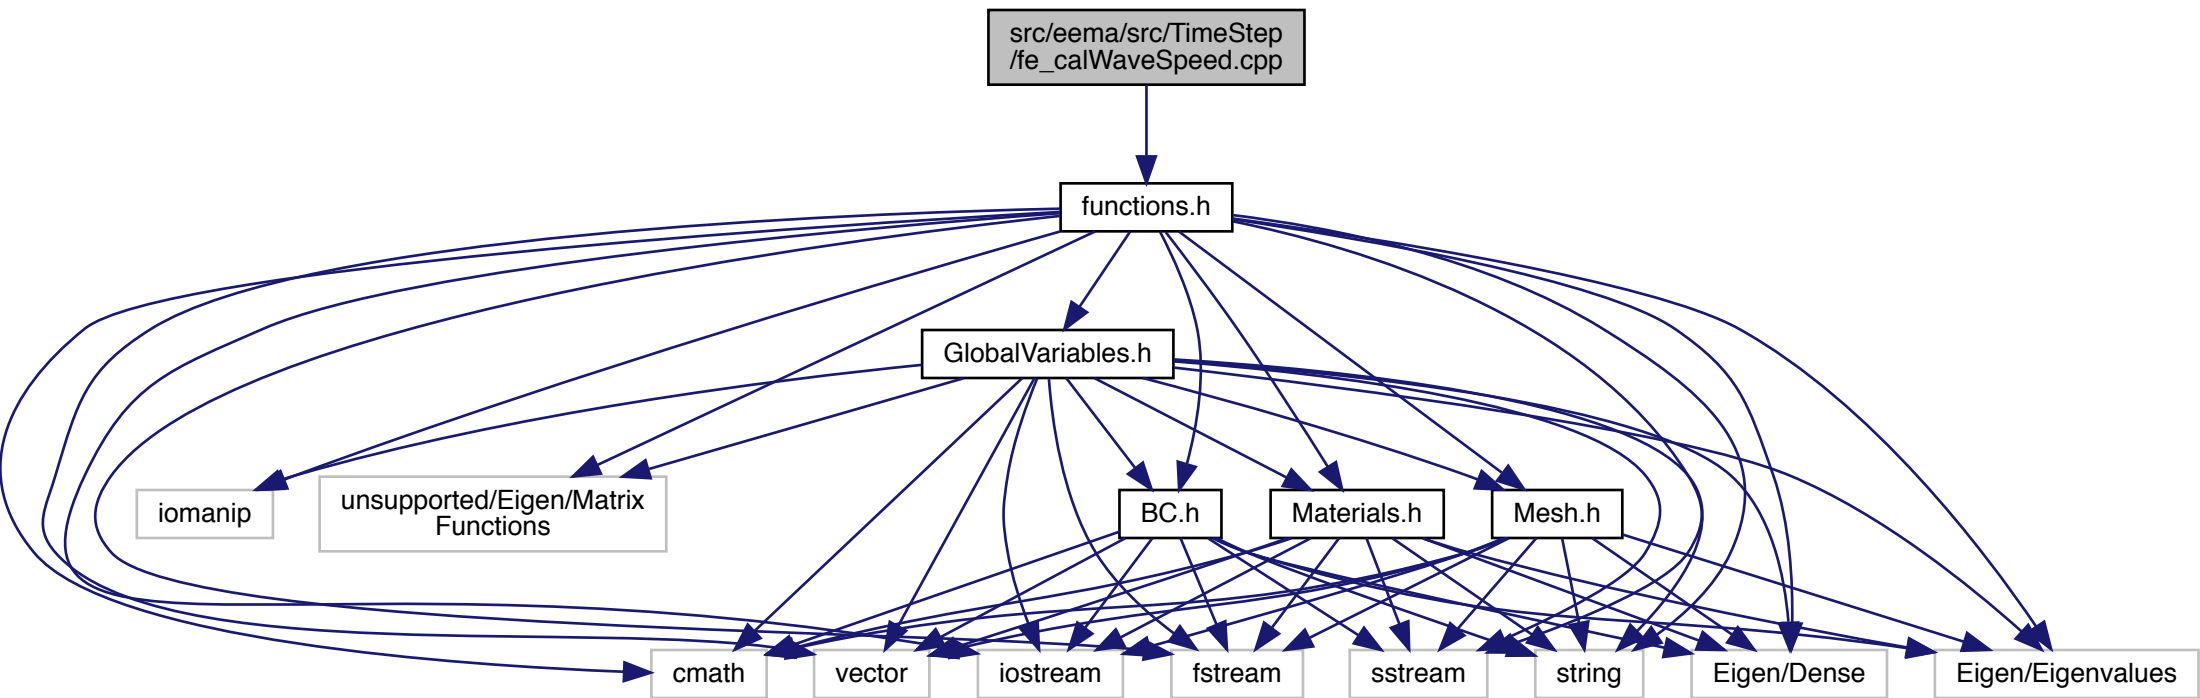 src/eema/src/TimeStep
/fe_calWaveSpeed.cpp
functions.h
GlobalVariables.h
iomanip
unsupported/Eigen/Matrix
Functions
BC.h
Materials.h
Mesh.h
cmath
vector
iostream
fstream
sstream
string
Eigen/Dense
Eigen/Eigenvalues